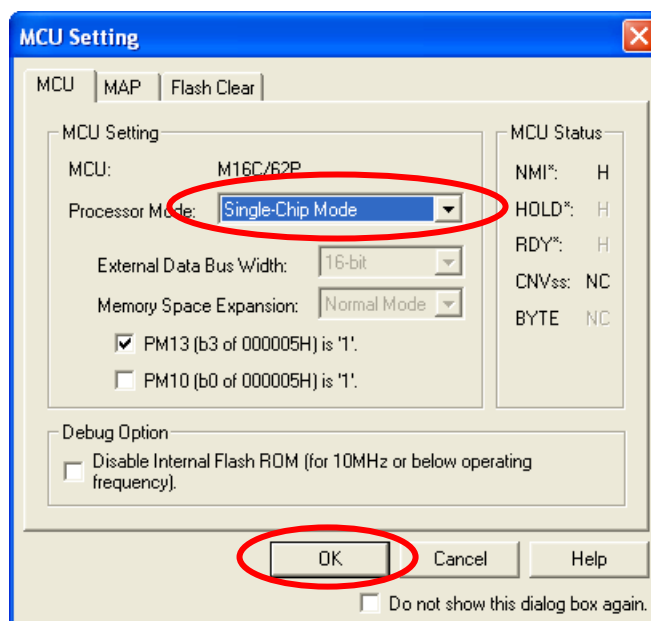 MCU Setting
MCU MAP Flash Clear
MCU Setting
MCU: M16C/62P
Processor Mode: Single-Chip Mode
External Data Bus Width: 16-bit
Memory Space Expansion: Normal Mode
PM13 (b3 of 000005H) is '1'.
PM10 (b0 of 000005H) is '1'.
MCU Status
NMI*: H
HOLD*: H
RDY*: H
CNVss: NC
BYTE NC
Debug Option
Disable Internal Flash ROM (for 10MHz or below operating
frequency).
OK Cancel Help
Do not show this dialog box again.